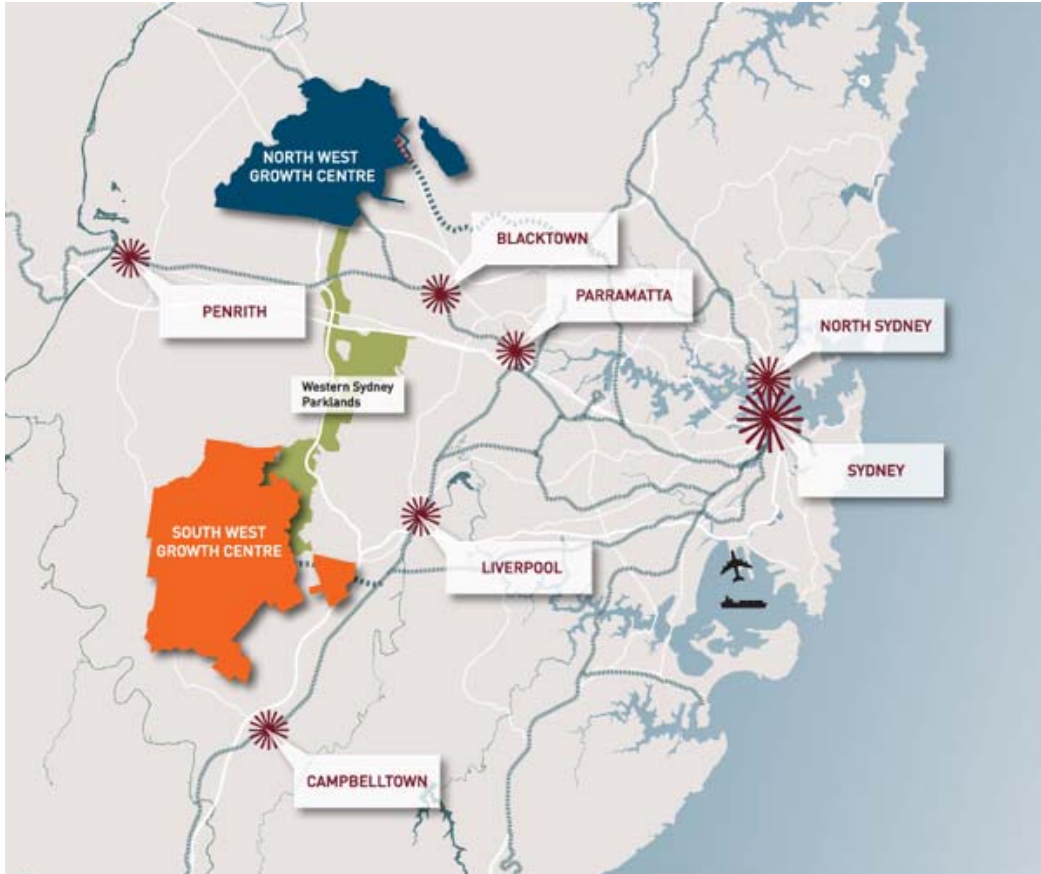 NORTH WEST
GROWTH CENTRE
BLACKTOWN
PARRAMATTA
PENRITH
NORTH SYDNEY
Western Sydney
Parklands
SYDNEY
SOUTH WEST
GROWTH CENTRE
LIVERPOOL
CAMPBELLTOWN